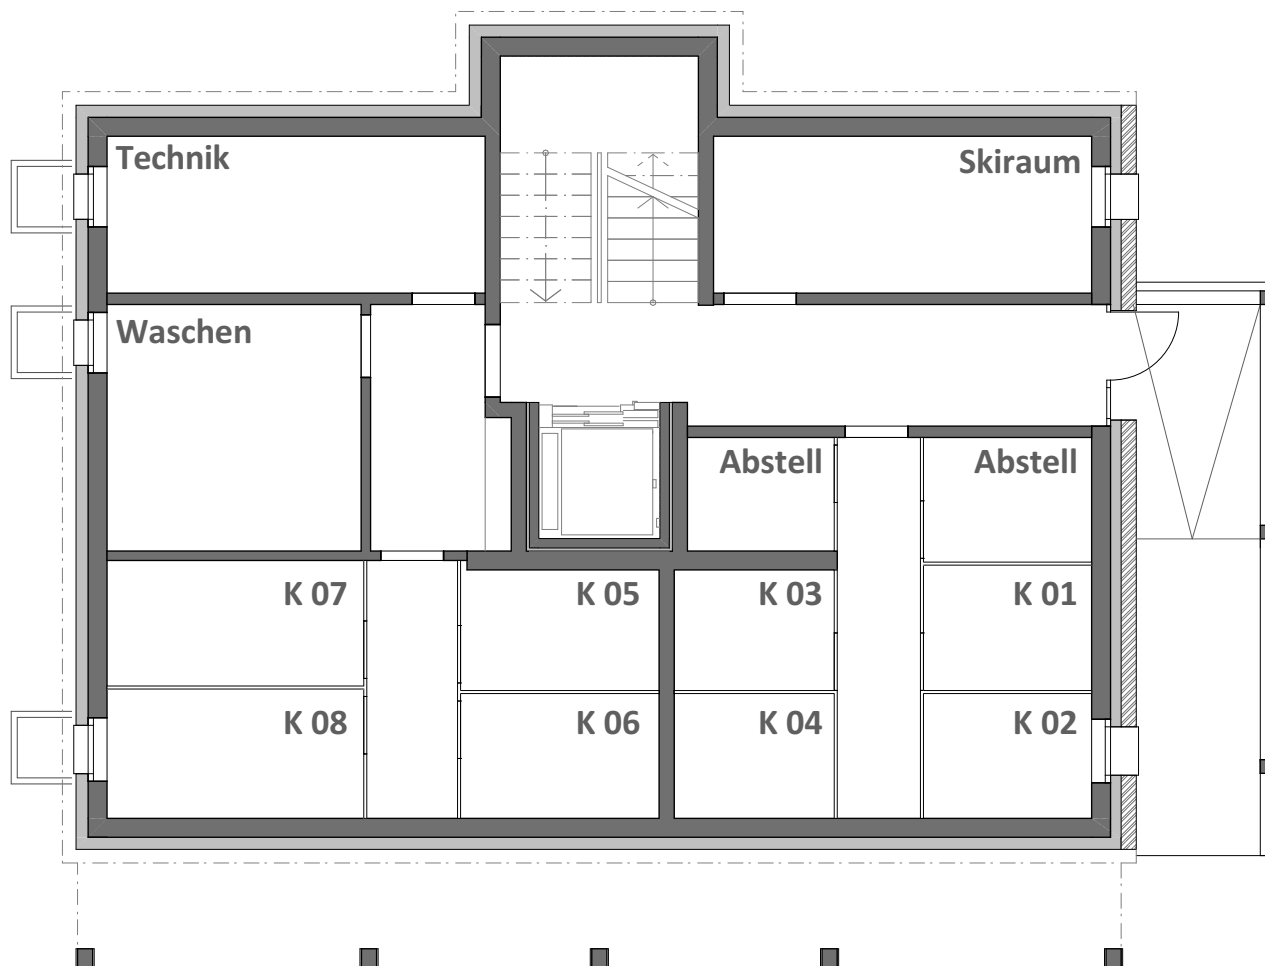 Technik
Skiraum
Waschen
Abstell
Abstell
K 07
K 05
K 03
K 01
K 08
K 06
K 04
K 02